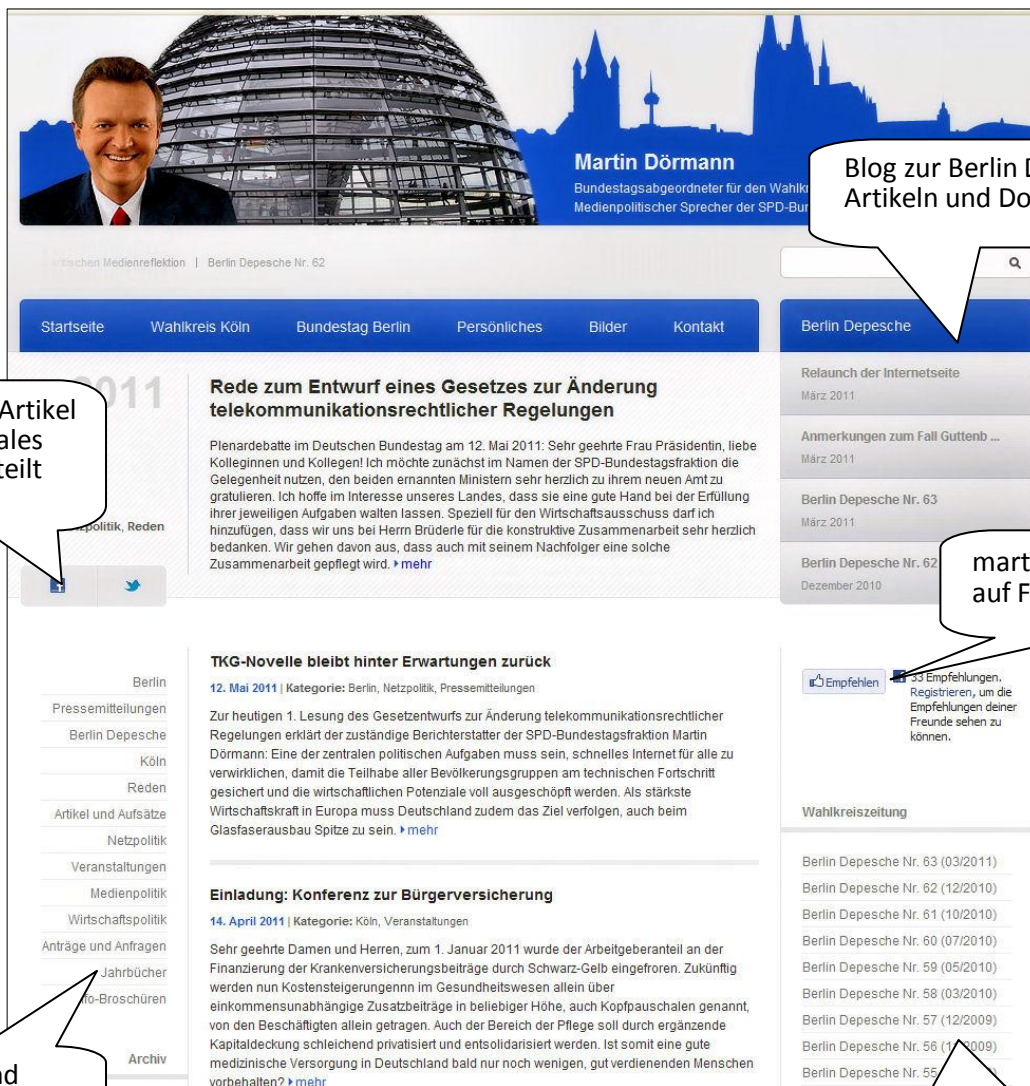 Martin Dörmann
Bundestagsabgeordneter für den Wahlkr
Medienpolitischer Sprecher der SPD-Bun
Blog zur Berlin D
Artikeln und Do
Medienreflektion | Berlin Depesche Nr. 62
Startseite Wahlkreis Köln Bundestag Berlin Persönliches Bilder Kontakt
Berlin Depesche
2011
Artikel
ales
teilt
Netzpolitik, Reden
Rede zum Entwurf eines Gesetzes zur Änderung
telekommunikationsrechtlicher Regelungen
Plenardebatte im Deutschen Bundestag am 12. Mai 2011: Sehr geehrte Frau Präsidentin, liebe
Kolleginnen und Kollegen! Ich möchte zunächst im Namen der SPD-Bundestagsfraktion die
Gelegenheit nutzen, den beiden ernannten Ministern sehr herzlich zu ihrem neuen Amt zu
gratulieren. Ich hoffe im Interesse unseres Landes, dass sie eine gute Hand bei der Erfüllung
ihrer jeweiligen Aufgaben walten lassen. Speziell für den Wirtschaftsausschuss darf ich
hinzufügen, dass wir uns bei Herrn Brüderle für die konstruktive Zusammenarbeit sehr herzlich
bedanken. Wir gehen davon aus, dass auch mit seinem Nachfolger eine solche
Zusammenarbeit gepflegt wird. mehr
Relaunch der Internetseite
März 2011
Anmerkungen zum Fall Guttenb ...
März 2011
Berlin Depesche Nr. 63
März 2011
Berlin Depesche Nr. 62
Dezember 2010
mart
auf F
Berlin
Pressemitteilungen
Berlin Depesche
Köln
Reden
Artikel und Aufsätze
Netzpolitik
Veranstaltungen
Medienpolitik
Wirtschaftspolitik
Anträge und Anfragen
Jahrbücher
fo-Broschüren
Archiv
nd
TKG-Novelle bleibt hinter Erwartungen zurück
12. Mai 2011 | Kategorie: Berlin, Netzpolitik, Pressemitteilungen
Zur heutigen 1. Lesung des Gesetzentwurfs zur Änderung telekommunikationsrechtlicher
Regelungen erklärt der zuständige Berichterstatter der SPD-Bundestagsfraktion Martin
Dörmann: Eine der zentralen politischen Aufgaben muss sein, schnelles Internet für alle zu
verwirklichen, damit die Teilhabe aller Bevölkerungsgruppen am technischen Fortschritt
gesichert und die wirtschaftlichen Potenziale voll ausgeschöpft werden. Als stärkste
Wirtschaftskraft in Europa muss Deutschland zudem das Ziel verfolgen, auch beim
Glasfaserausbau Spitze zu sein. mehr
Einladung: Konferenz zur Bürgerversicherung
14. April 2011 | Kategorie: Köln, Veranstaltungen
Sehr geehrte Damen und Herren, zum 1. Januar 2011 wurde der Arbeitgeberanteil an der
Finanzierung der Krankenversicherungsbeiträge durch Schwarz-Gelb eingefroren. Zukünftig
werden nun Kostensteigerungennn im Gesundheitswesen allein über
einkommensunabhängige Zusatzbeiträge in beliebiger Höhe, auch Kopfpauschalen genannt,
von den Beschäftigten allein getragen. Auch der Bereich der Pflege soll durch ergänzende
Kapitaldeckung schleichend privatisiert und entsolidarisiert werden. Ist somit eine gute
medizinische Versorgung in Deutschland bald nur noch wenigen, gut verdienenden Menschen
vorbehalten? mehr
Empfehlen
33 Empfehlungen.
Registrieren, um die
Empfehlungen deiner
Freunde sehen zu
können.
Wahlkreiszeitung
Berlin Depesche Nr. 63 (03/2011)
Berlin Depesche Nr. 62 (12/2010)
Berlin Depesche Nr. 61 (10/2010)
Berlin Depesche Nr. 60 (07/2010)
Berlin Depesche Nr. 59 (05/2010)
Berlin Depesche Nr. 58 (03/2010)
Berlin Depesche Nr. 57 (12/2009)
Berlin Depesche Nr. 56
Berlin Depesche Nr. 55